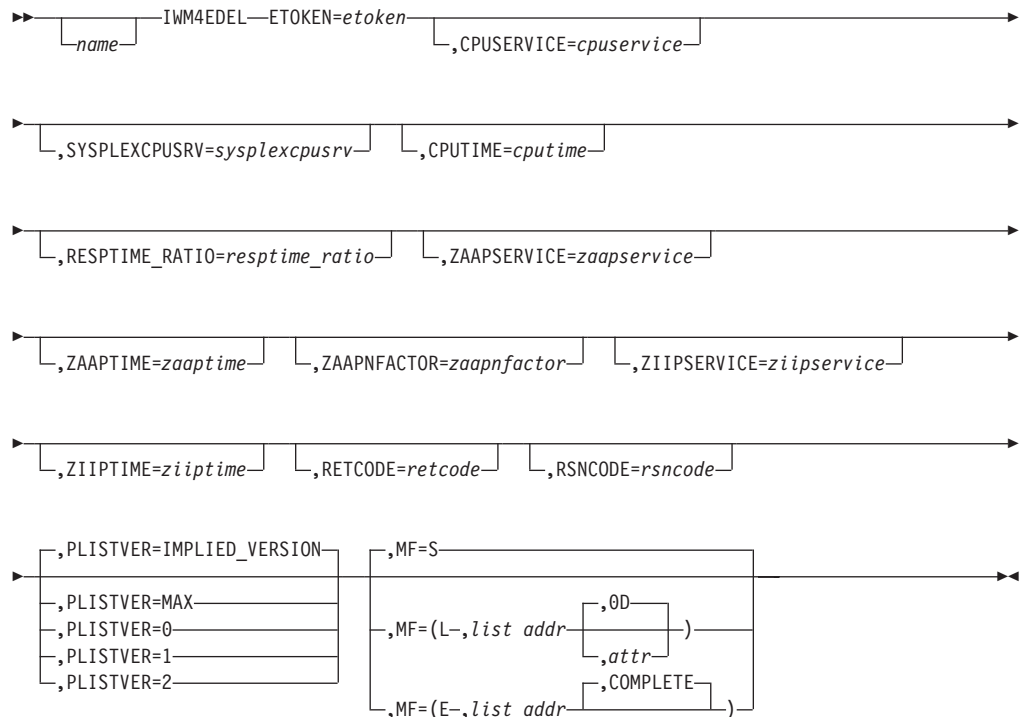 IWM4EDEL ETOKEN=etoken
name ,CPUSERVICE=cpuservice
,SYSPLEXCPUSRV=sysplexcpusrv ,CPUTIME=cputime
,RESPTIME_RATIO=resptime_ratio ,ZAAPSERVICE=zaapservice
,ZAAPTIME=zaaptime ,ZAAPNFACTOR=zaapnfactor ,ZIIPSERVICE=ziipservice
,ZIIPTIME=ziiptime ,RETCODE=retcode ,RSNCODE=rsncode
,PLISTVER=IMPLIED_VERSION ,MF=S
,PLISTVER=MAX ,0D
,PLISTVER=0 ,MF=(L ,list addr )
,PLISTVER=1 ,attr
,PLISTVER=2 ,COMPLETE
,MF=(E ,list addr )